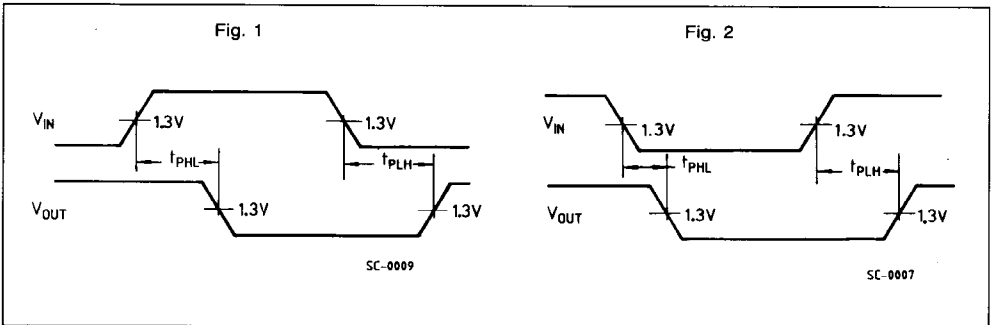 Fig. 1
V_IN
1.3V
1.3V
t_PHL
t_PLH
V_OUT
1.3V
1.3V
SC-0009
Fig. 2
V_IN
1.3V
1.3V
t_PHL
t_PLH
V_OUT
1.3V
1.3V
SC-0007